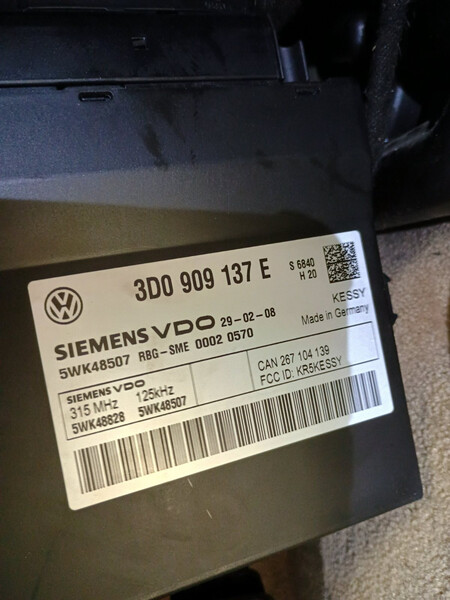 3D0 909 137 E
S 6840
H 20
KESSY
Made in Germany
SIEMENS VDO 29-02-08
5WK48507 RBG-SME 0002 0570
SIEMENS VDO
315 MHz 125kHz
5WK48828 5WK48507
CAN 267 104 139
FCC ID: KR5KESSY